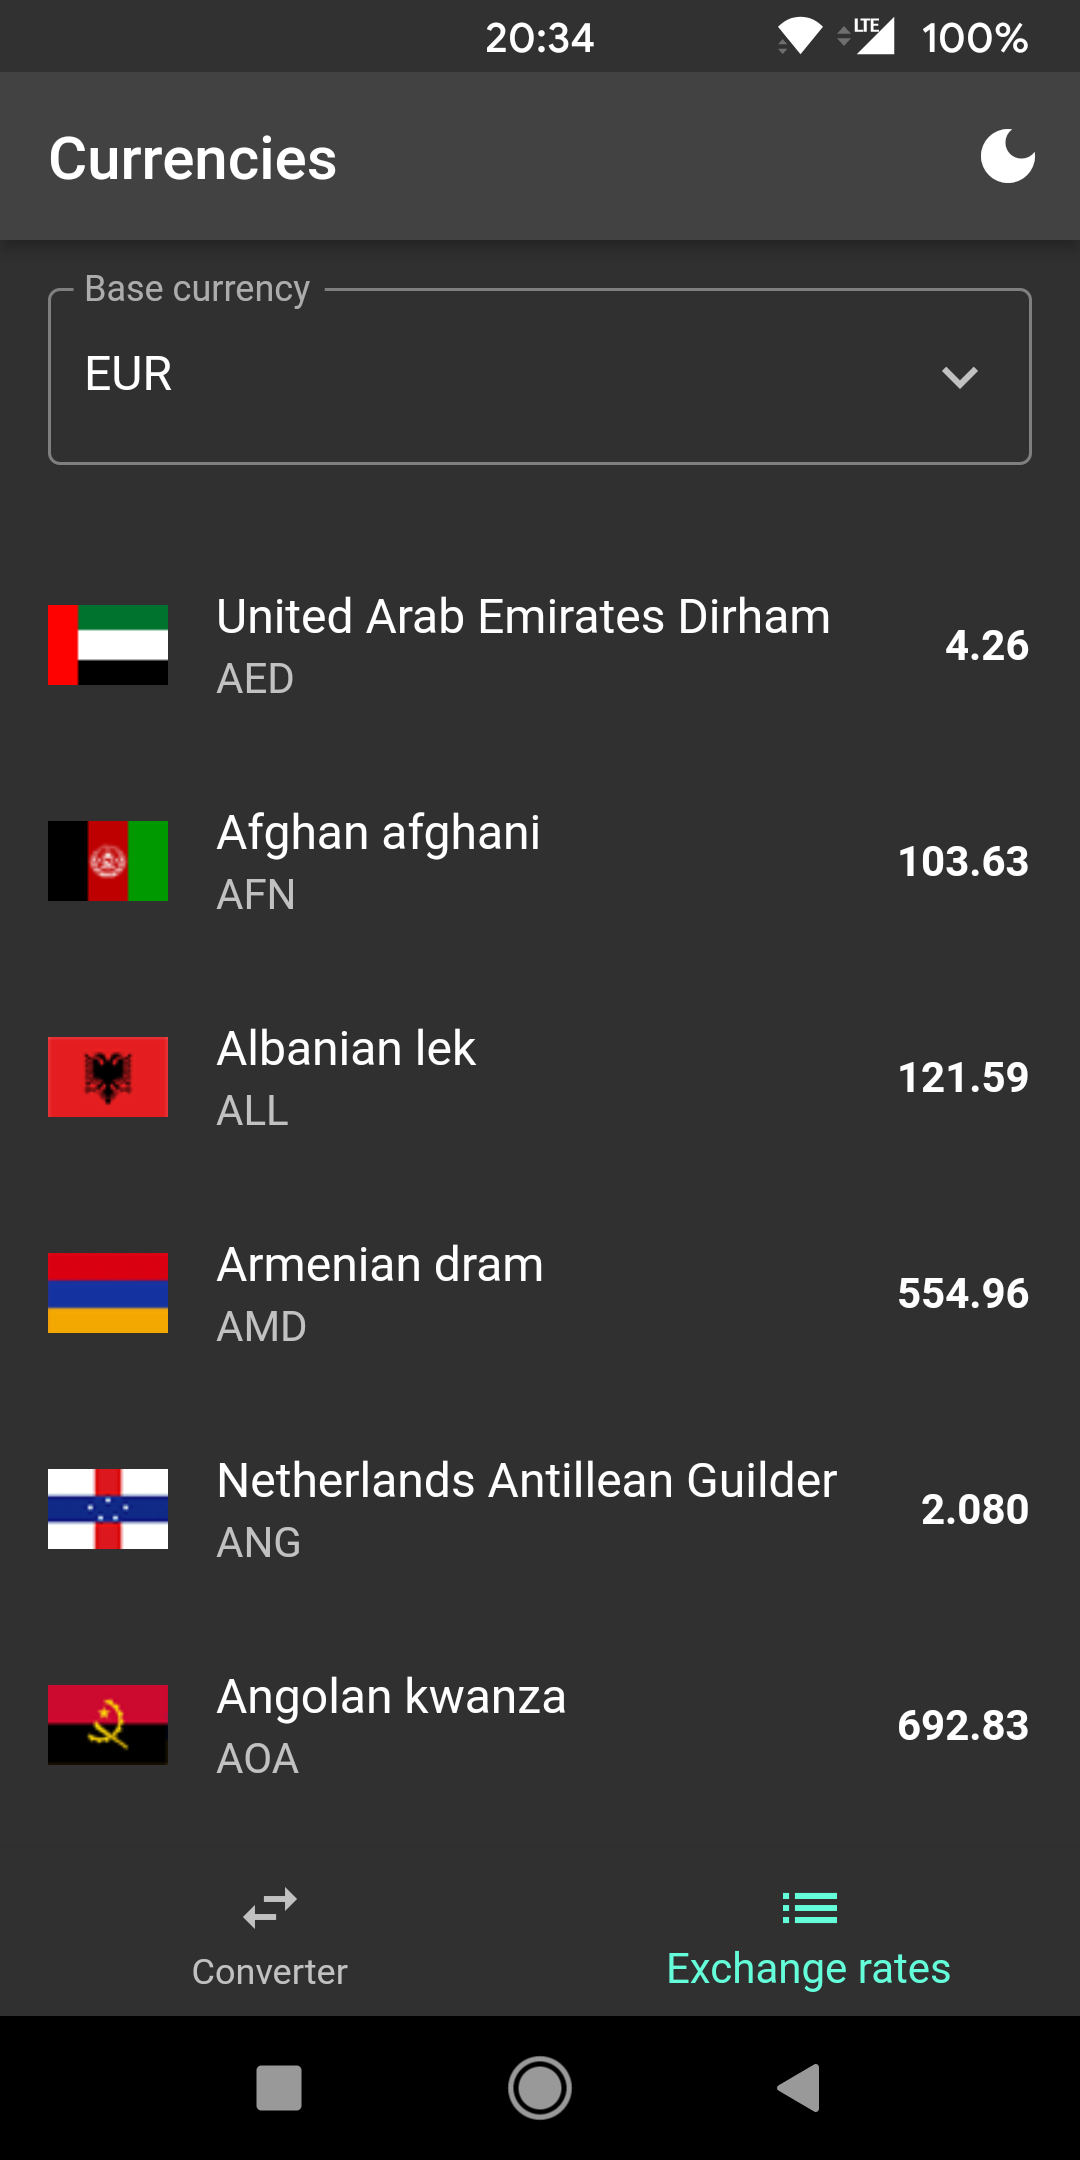 20:34 LTE 100%
Currencies
Base currency
EUR
United Arab Emirates Dirham
AED
4.26
Afghan afghani
AFN
103.63
Albanian lek
ALL
121.59
Armenian dram
AMD
554.96
Netherlands Antillean Guilder
ANG
2.080
Angolan kwanza
AOA
692.83
Converter
Exchange rates